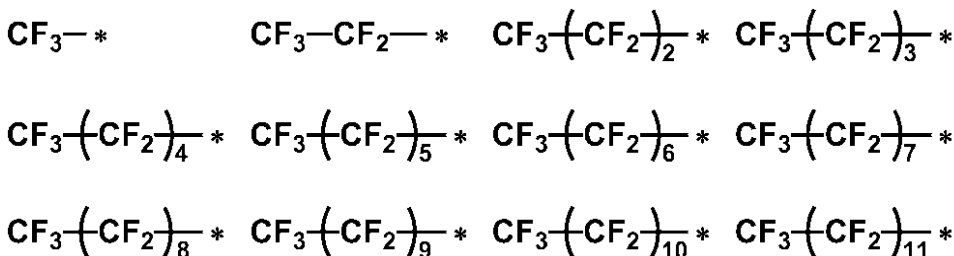 CF₃—* CF₃—CF₂—* CF₃—(CF₂)₂—* CF₃—(CF₂)₃—*
CF₃—(CF₂)₄—* CF₃—(CF₂)₅—* CF₃—(CF₂)₆—* CF₃—(CF₂)₇—*
CF₃—(CF₂)₈—* CF₃—(CF₂)₉—* CF₃—(CF₂)₁₀—* CF₃—(CF₂)₁₁—*